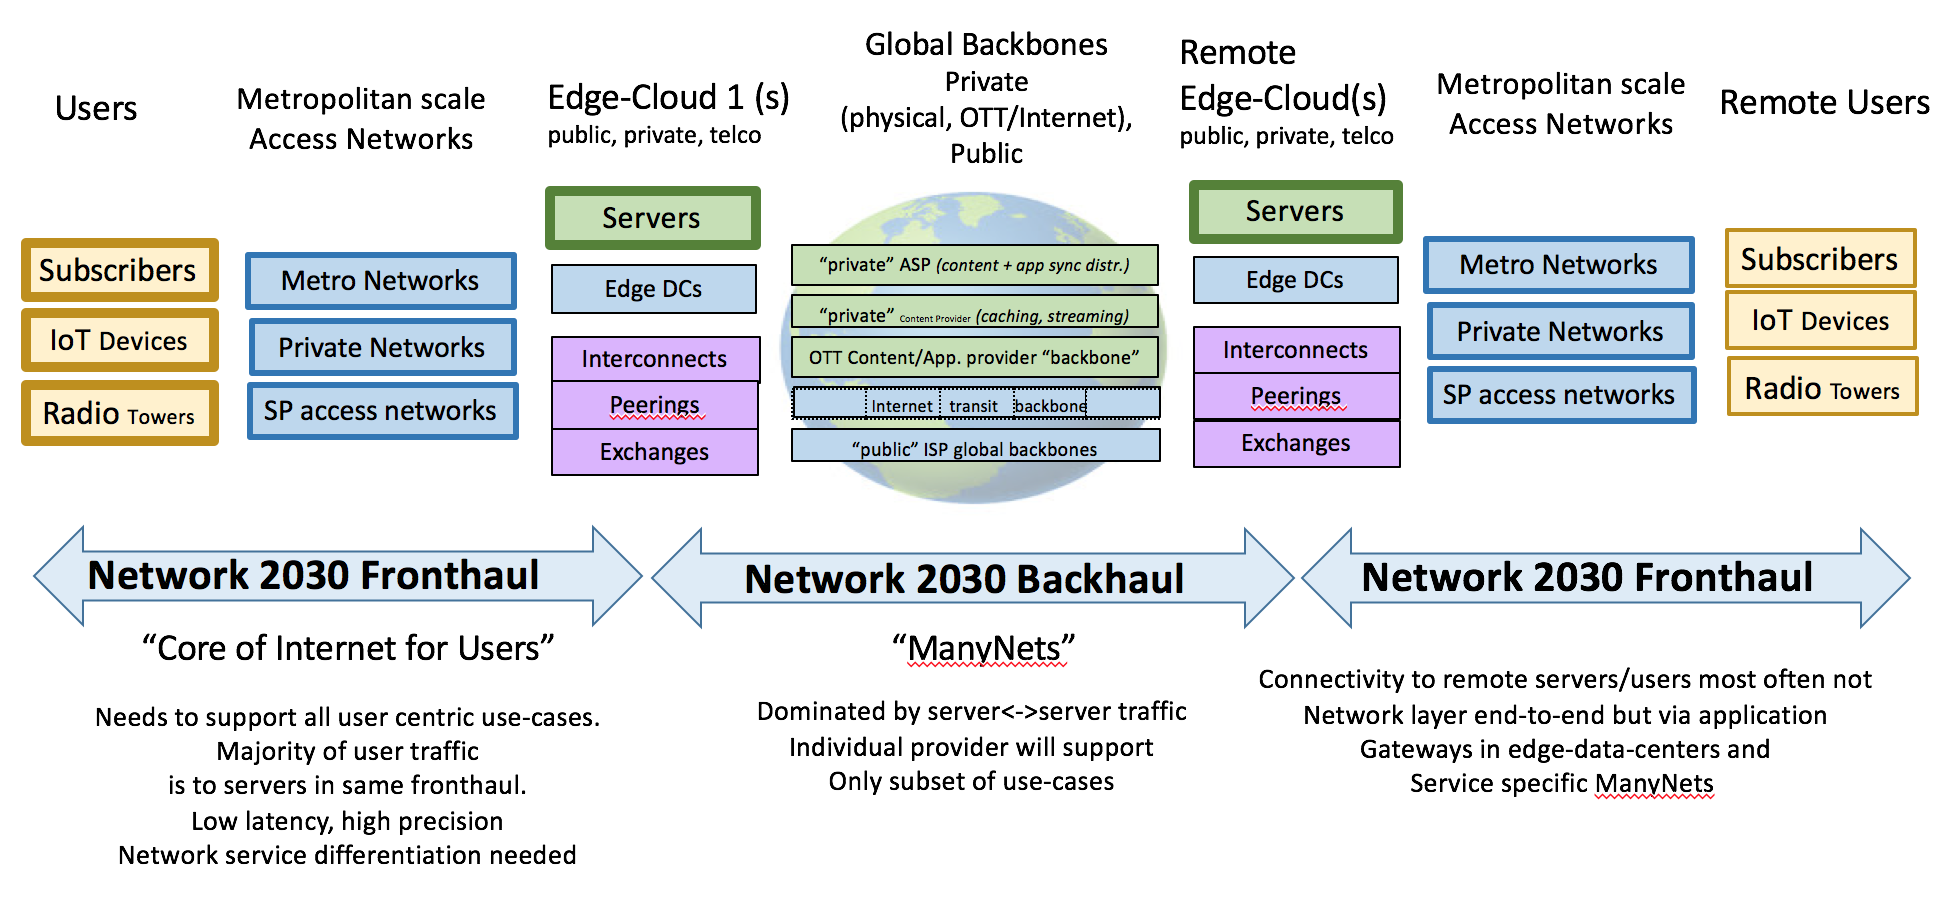 Users
Metropolitan scale
Access Networks
Edge-Cloud 1 (s)
public, private, telco
Global Backbones
Private
(physical, OTT/Internet),
Public
Remote
Edge-Cloud(s)
public, private, telco
Metropolitan scale
Access Networks
Remote Users
Subscribers
IoT Devices
Radio Towers
Metro Networks
Private Networks
SP access networks
Servers
Edge DCs
Interconnects
Peerings
Exchanges
“private” ASP (content + app sync distr.)
“private” Content Provider (caching, streaming)
OTT Content/App. provider “backbone”
Internet transit backbone
“public” ISP global backbones
Servers
Edge DCs
Interconnects
Peerings
Exchanges
Metro Networks
Private Networks
SP access networks
Subscribers
IoT Devices
Radio Towers
Network 2030 Fronthaul
Network 2030 Backhaul
Network 2030 Fronthaul
“Core of Internet for Users”
Needs to support all user centric use-cases.
Majority of user traffic
is to servers in same fronthaul.
Low latency, high precision
Network service differentiation needed
“ManyNets”
Dominated by server<->server traffic
Individual provider will support
Only subset of use-cases
Connectivity to remote servers/users most often not
Network layer end-to-end but via application
Gateways in edge-data-centers and
Service specific ManyNets